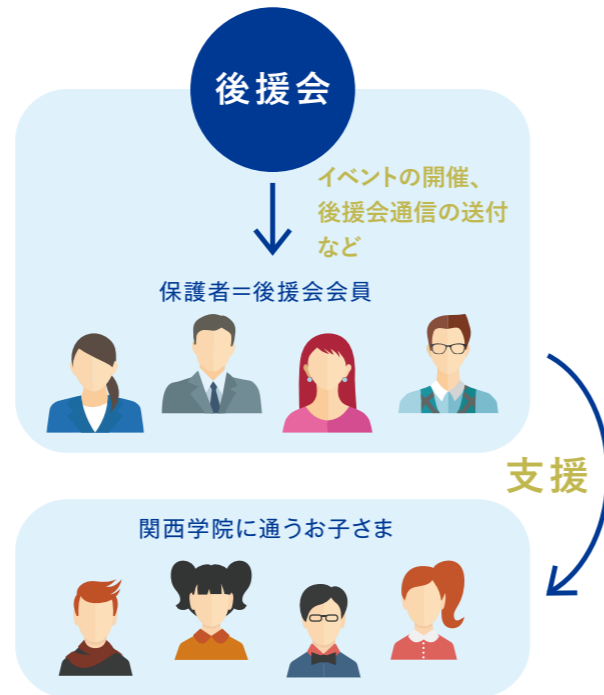 後援会
イベントの開催、
後援会通信の送付
など
保護者＝後援会会員
支援
関西学院に通うお子さま